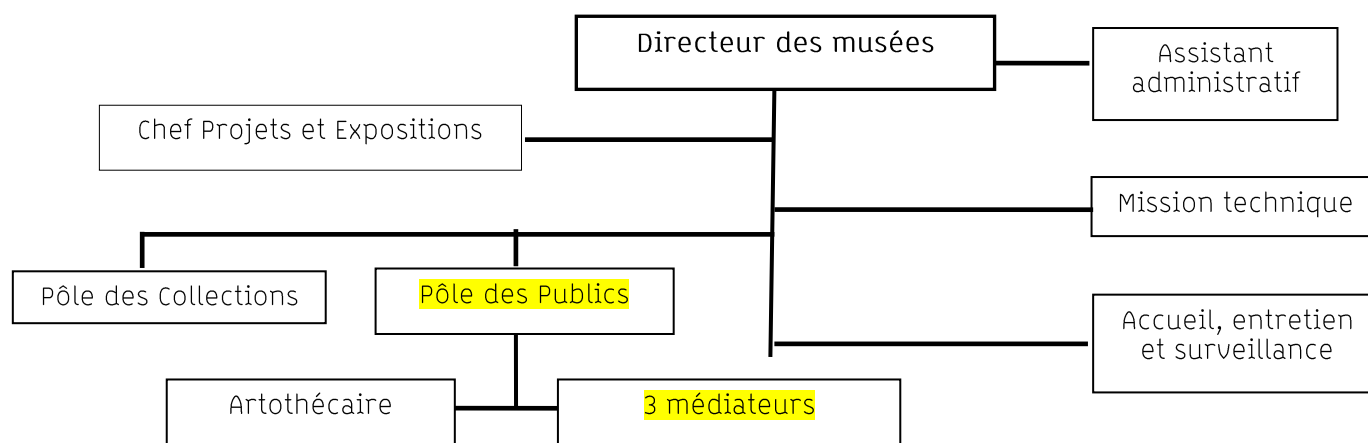 Directeur des musées
Assistant
administratif
Chef Projets et Expositions
Mission technique
Pôle des Collections
Pôle des Publics
Accueil, entretien
et surveillance
Artothécaire
3 médiateurs